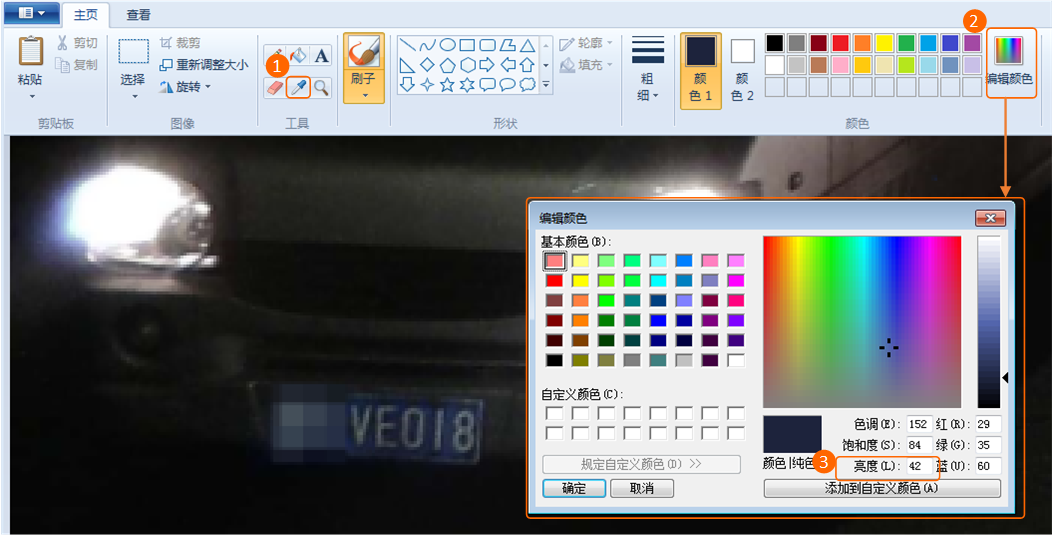 主页 查看
剪切
复制
粘贴
剪贴板
选择
裁剪
重新调整大小
旋转
图像
1
A
工具
刷子
轮廓
填充
形状
粗细
颜色 1
颜色 2
颜色
2
编辑颜色
VE018
编辑颜色
基本颜色(B):
自定义颜色(C):
规定自定义颜色(D) >>
确定 取消
色调(E): 152 红(R): 29
饱和度(S): 84 绿(G): 35
颜色|纯色
3
亮度(L): 42 蓝(U): 60
添加到自定义颜色(A)